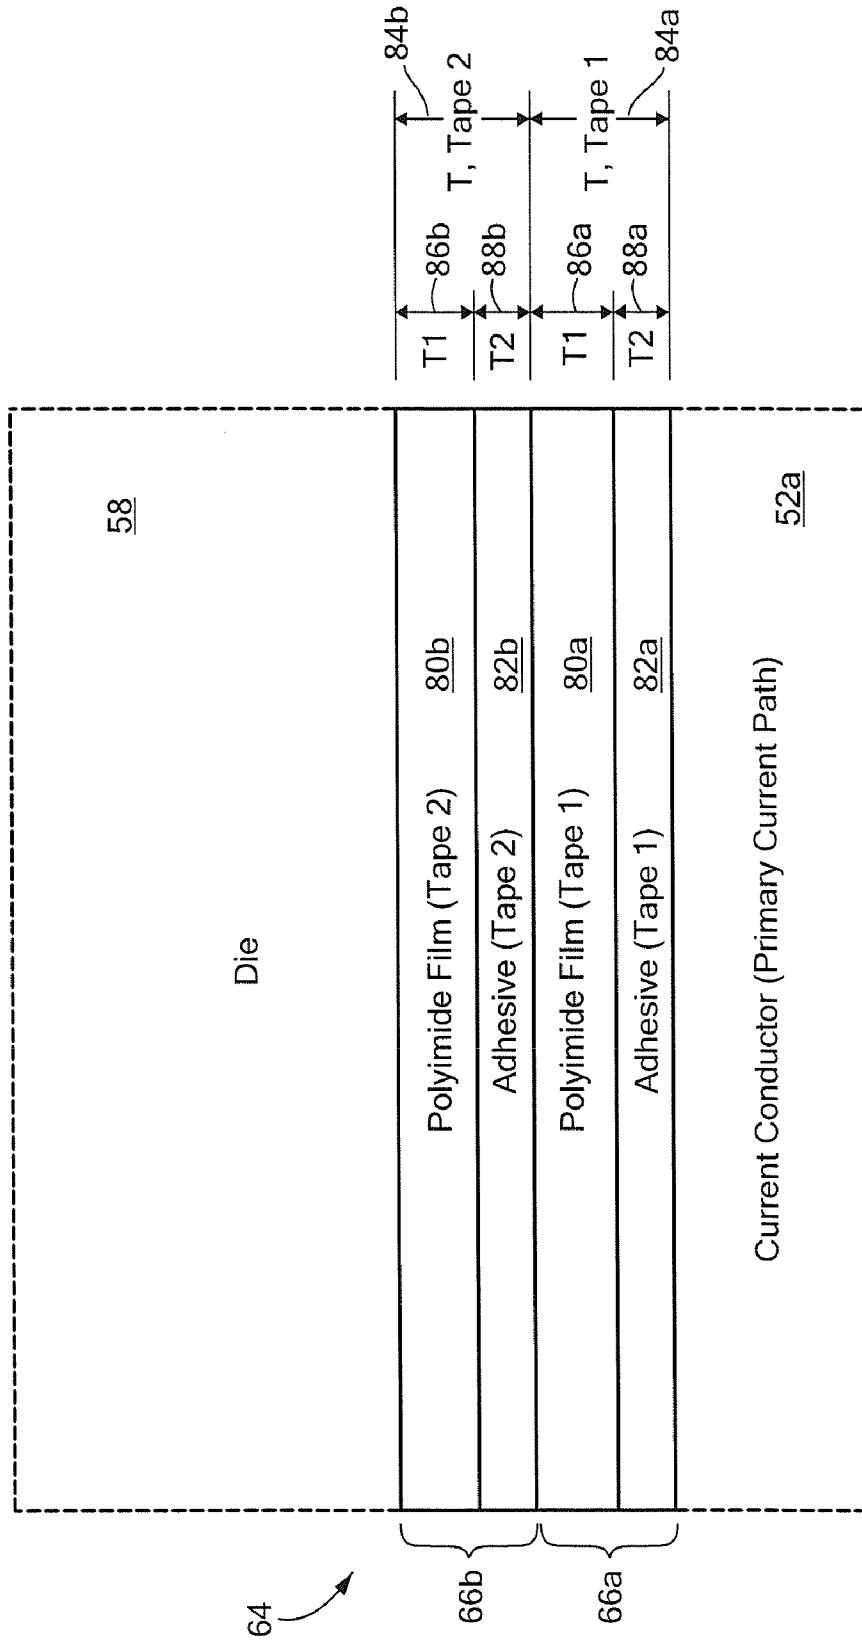 64
58
Die
66b
Polyimide Film (Tape 2) 80b
Adhesive (Tape 2) 82b
66a
Polyimide Film (Tape 1) 80a
Adhesive (Tape 1) 82a
Current Conductor (Primary Current Path) 52a
T1 86b
T2 88b
T1 86a
T2 88a
T, Tape 2 84b
T, Tape 1 84a